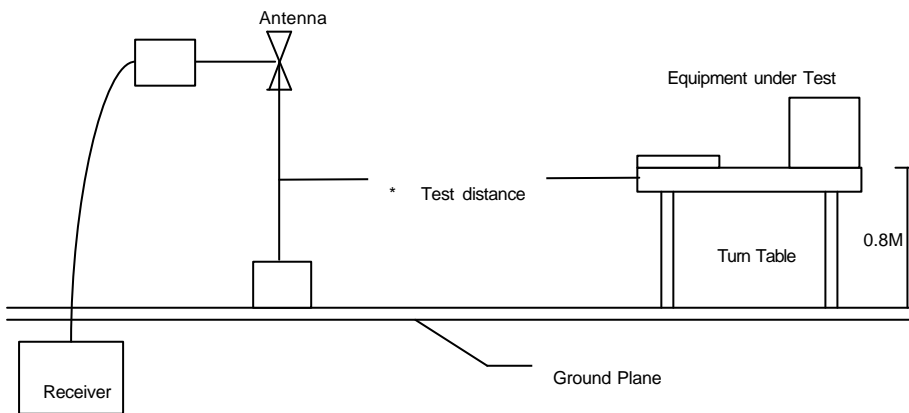 Antenna
Equipment under Test
* Test distance
0.8M
Turn Table
Ground Plane
Receiver